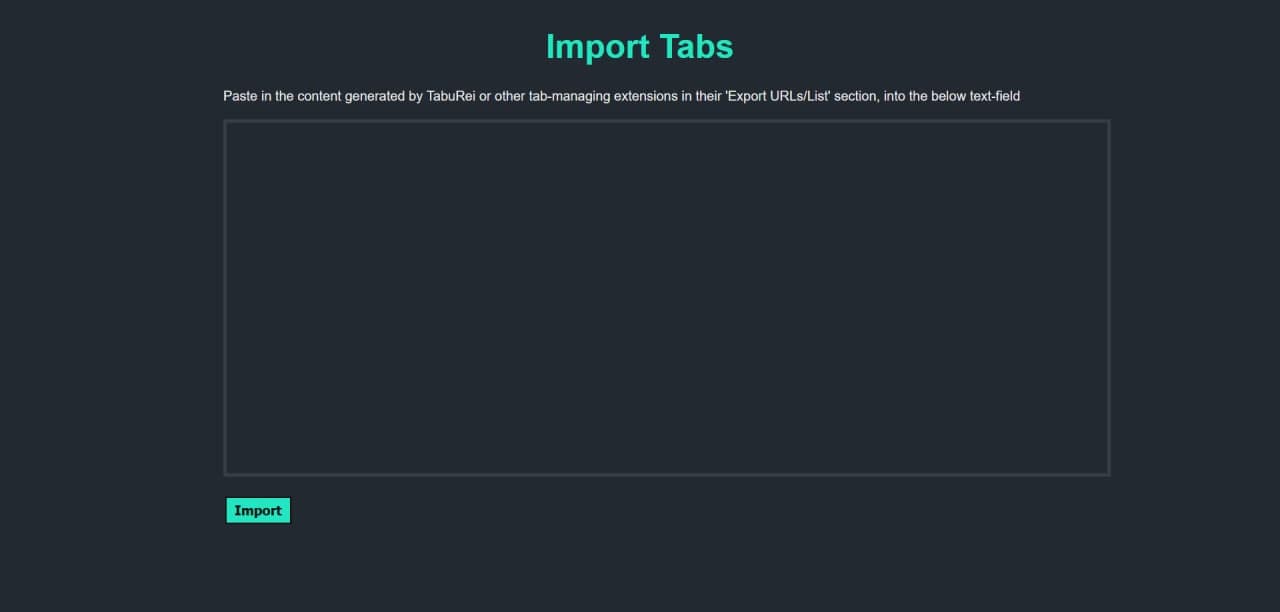 Import Tabs
Paste in the content generated by TabuRei or other tab-managing extensions in their 'Export URLs/List' section, into the below text-field
Import